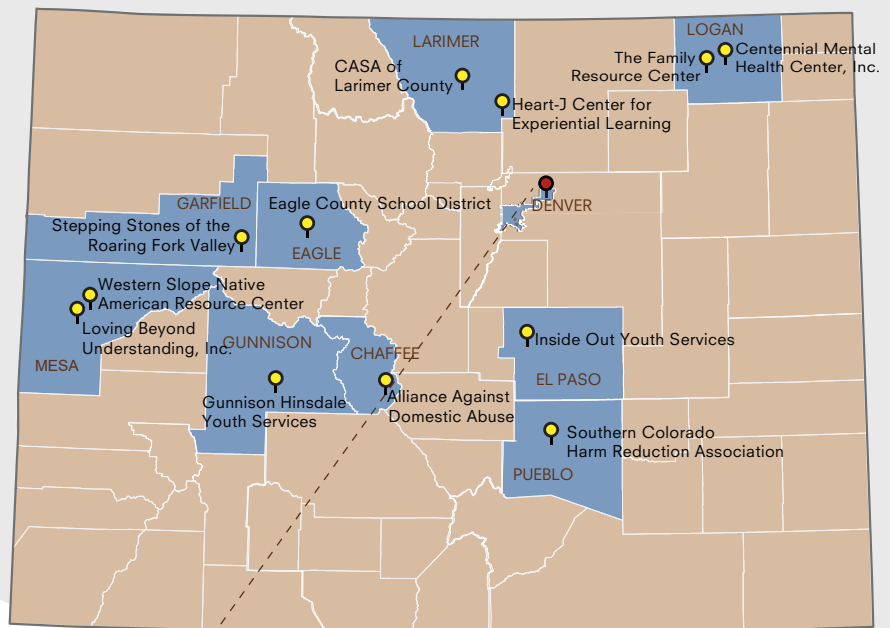 LOGAN
LARIMER
Centennial Mental
Health Center, Inc.
The Family
Resource Center
CASA of
Larimer County
Heart-J Center for
Experiential Learning
GARFIELD
Eagle County School District
DENVER
Stepping Stones of the
Roaring Fork Valley
EAGLE
Western Slope Native
American Resource Center
Loving Beyond
Understanding, Inc.
MESA
GUNNISON
CHAFFEE
Inside Out Youth Services
EL PASO
Gunnison Hinsdale
Youth Services
Alliance Against
Domestic Abuse
Southern Colorado
Harm Reduction Association
PUEBLO